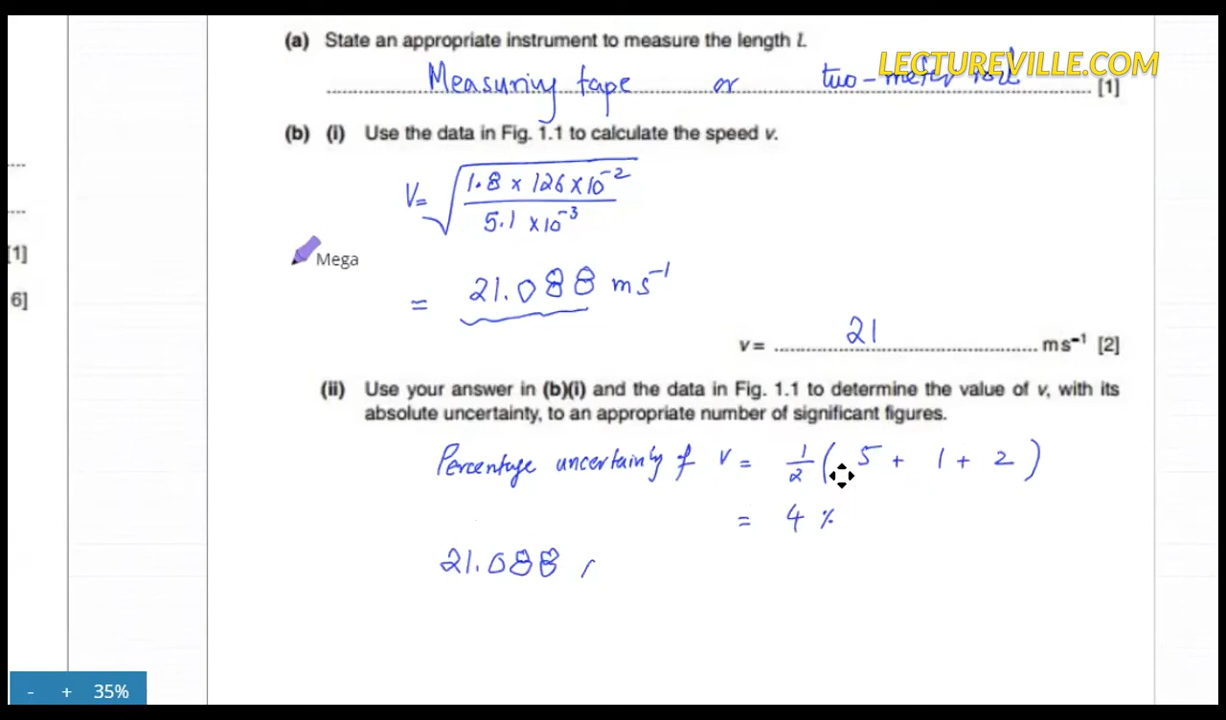 (a) State an appropriate instrument to measure the length l.
LECTUREVILLE.COM
Measuring tape or two-meter rule [1]
(b) (i) Use the data in Fig. 1.1 to calculate the speed v.
V = √(1.8 × 126 × 10⁻² / 5.1 × 10⁻³)
[1]
Mega
6]
= 21.088 ms⁻¹
v = 21 ms⁻¹ [2]
(ii) Use your answer in (b)(i) and the data in Fig. 1.1 to determine the value of v, with its
absolute uncertainty, to an appropriate number of significant figures.
Percentage uncertainty of v = 1/2 (5 + 1 + 2)
= 4 %
21.088
- + 35%